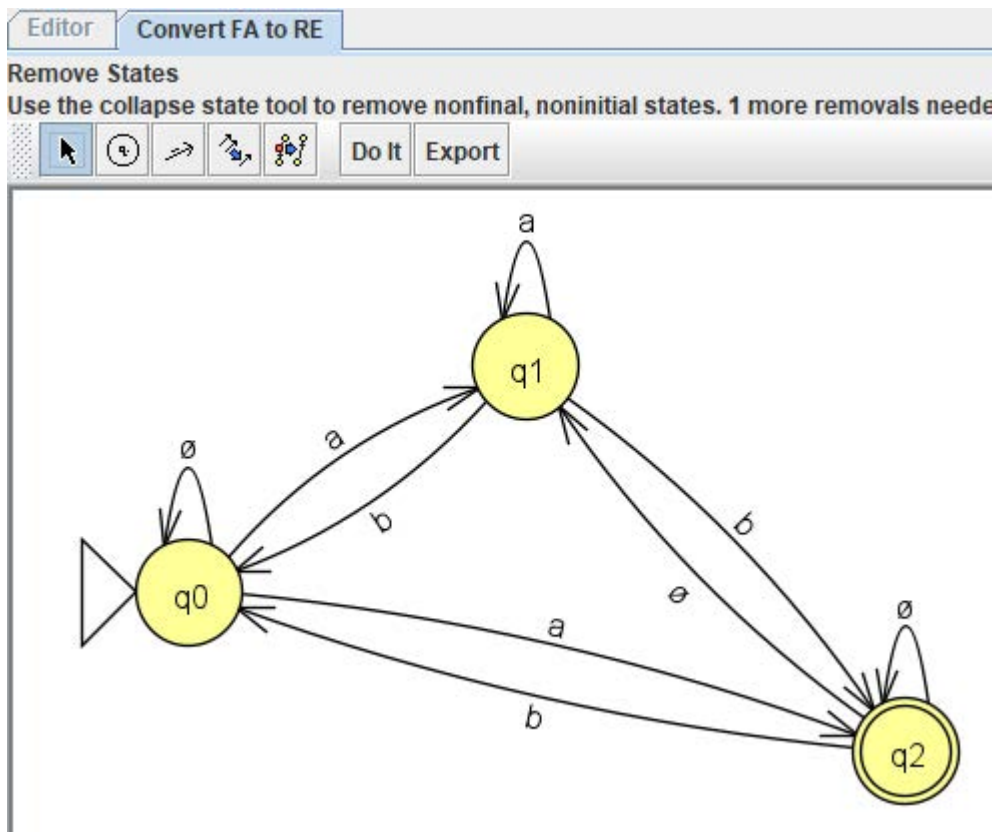 Editor Convert FA to RE
Remove States
Use the collapse state tool to remove nonfinal, noninitial states. 1 more removals neede
Do It Export
a
q1
ø
a
b
b
q0
ø
ø
a
b
q2